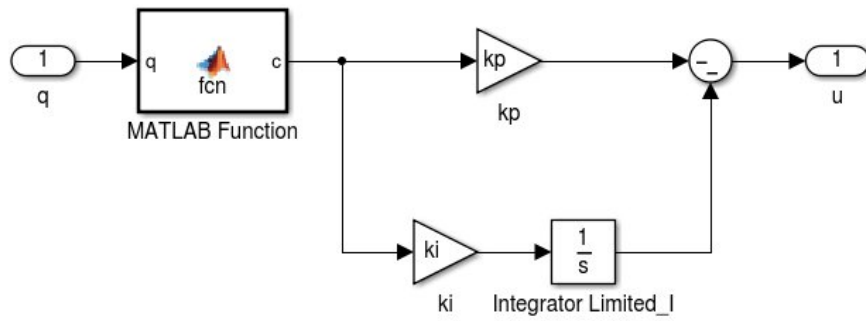 1
q
q
fcn
c
MATLAB Function
kp
kp
1
u
ki
ki
1
s
Integrator Limited_I